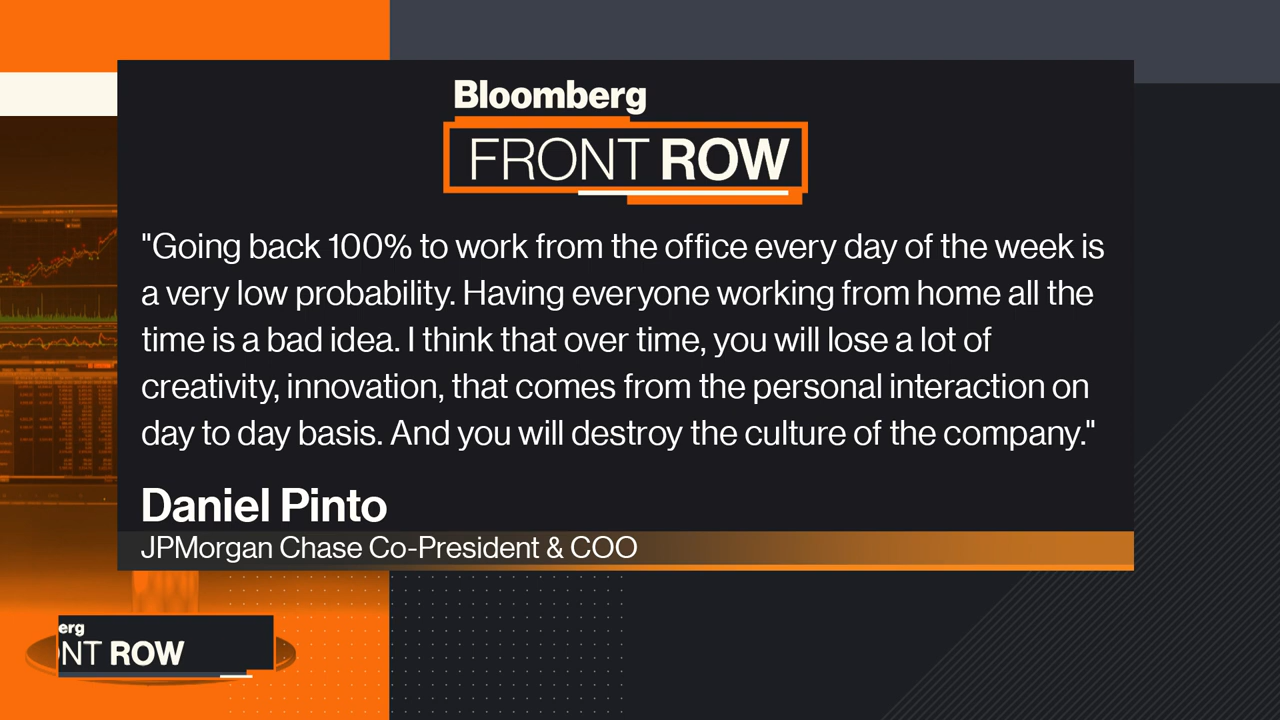 Bloomberg
FRONT ROW
"Going back 100% to work from the office every day of the week is
a very low probability. Having everyone working from home all the
time is a bad idea. I think that over time, you will lose a lot of
creativity, innovation, that comes from the personal interaction on
day to day basis. And you will destroy the culture of the company."
Daniel Pinto
JPMorgan Chase Co-President & COO
erg
NT ROW